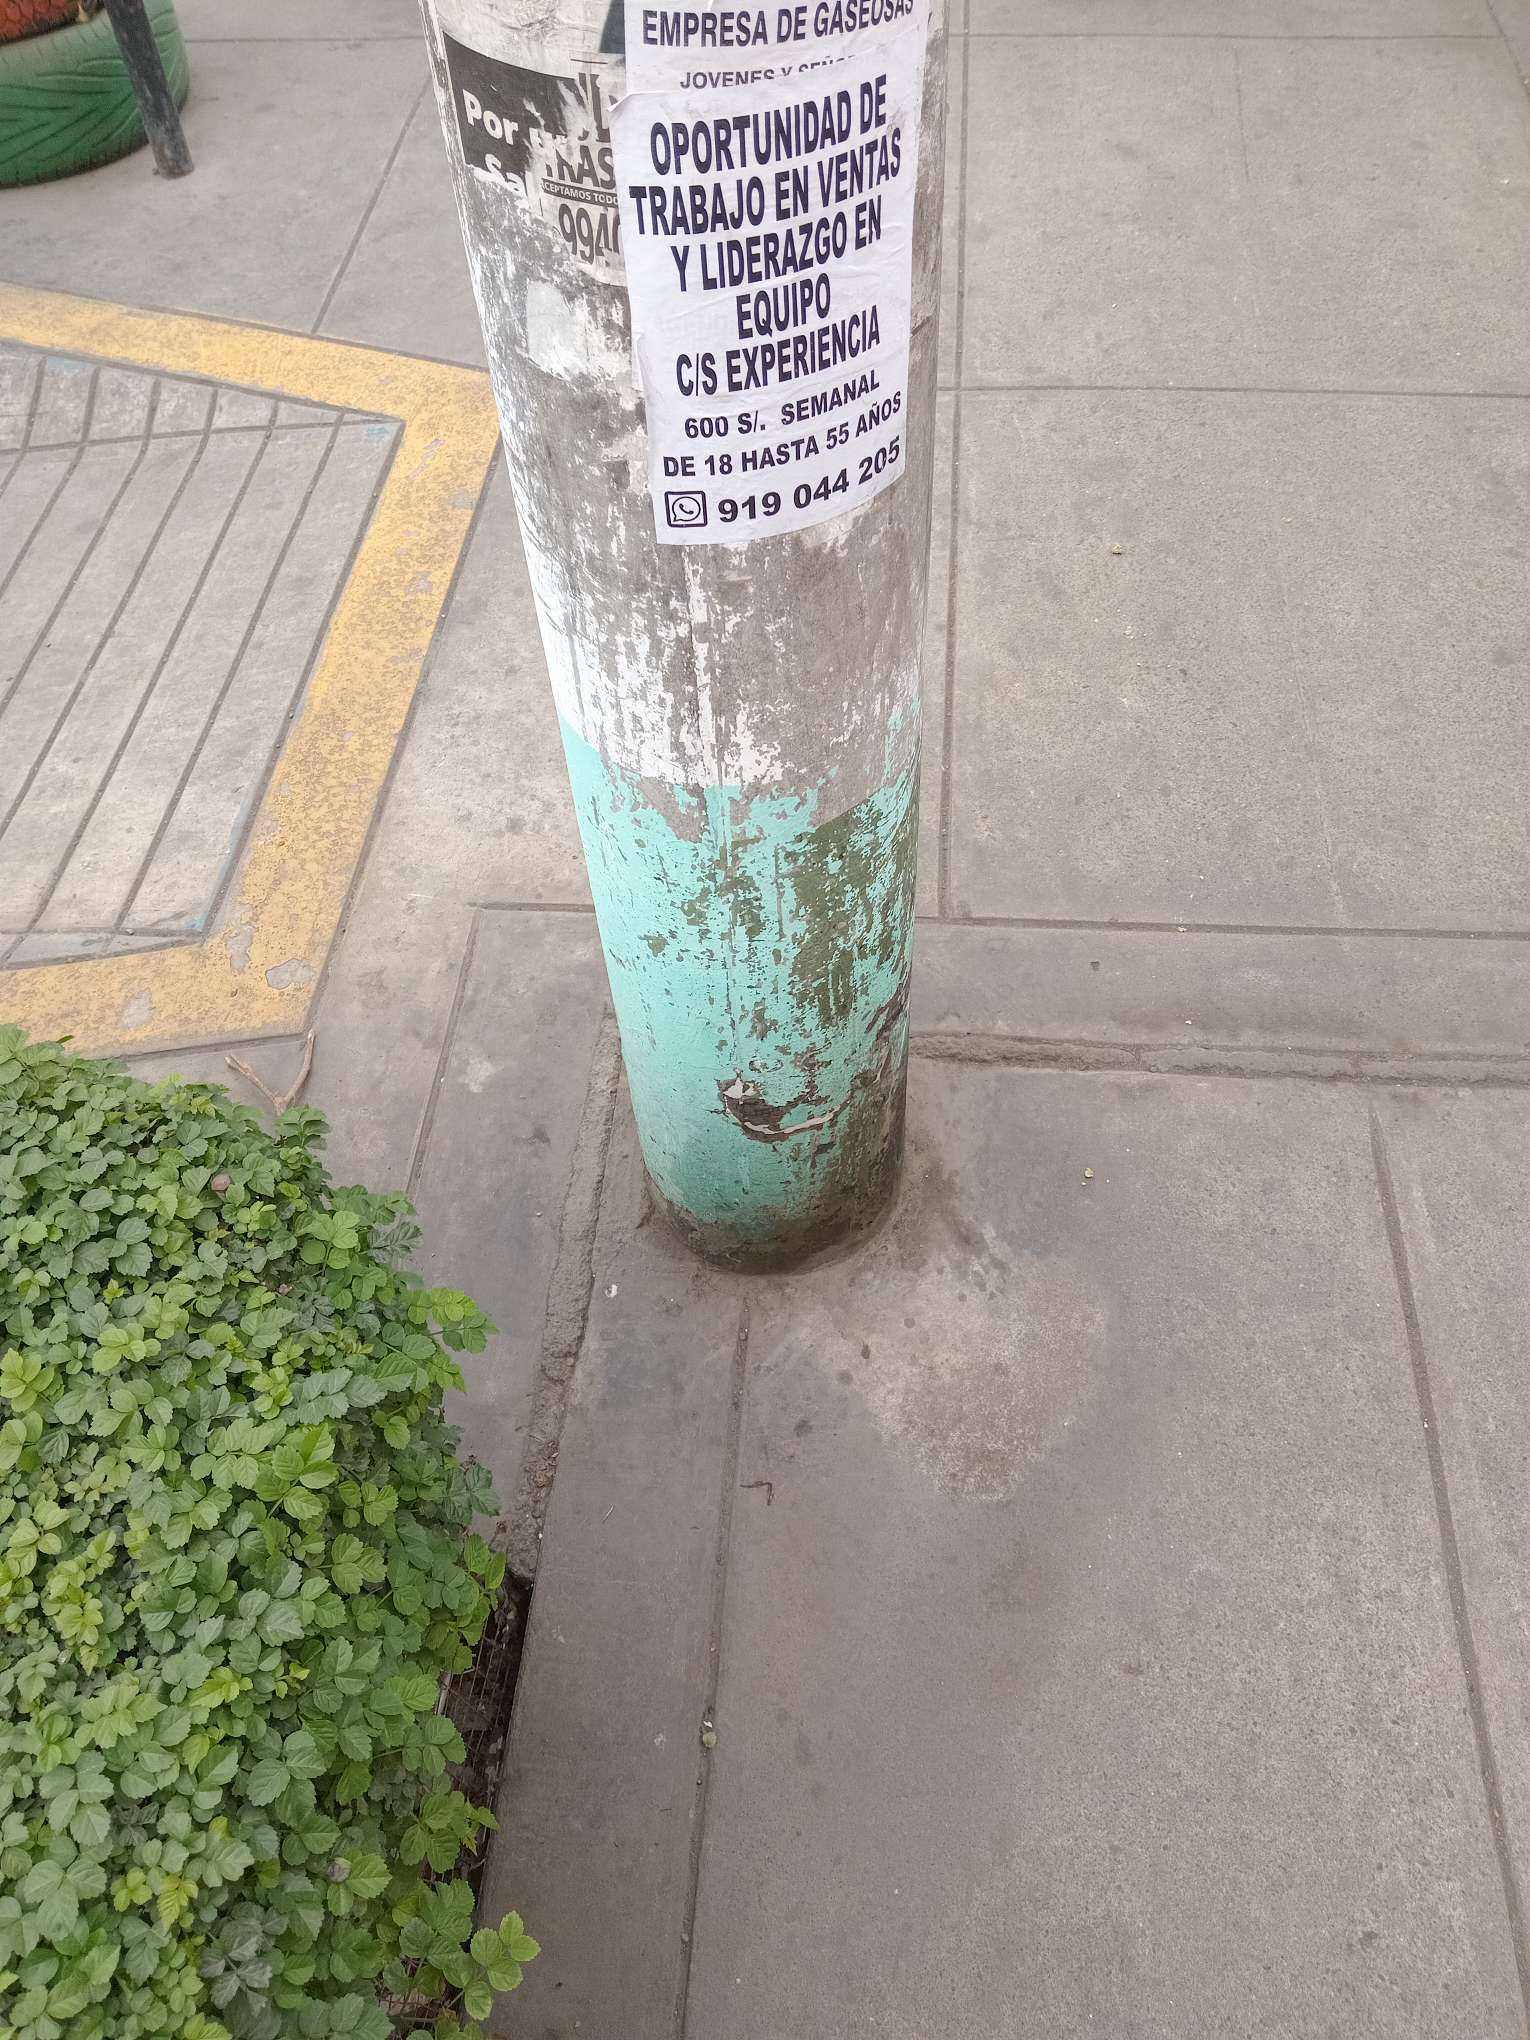 EMPRESA DE GASEOSAS
JOVENES Y
OPORTUNIDAD DE
TRABAJO EN VENTAS
Y LIDERAZGO EN
EQUIPO
C/S EXPERIENCIA
600 S/. SEMANAL
DE 18 HASTA 55 AÑOS
919 044 205
Por